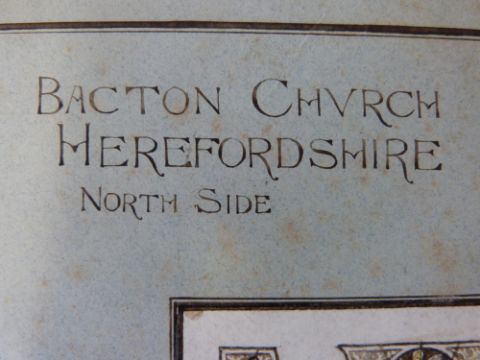 BACTON CHVRCH
HEREFORDSHIRE
NORTH SIDE